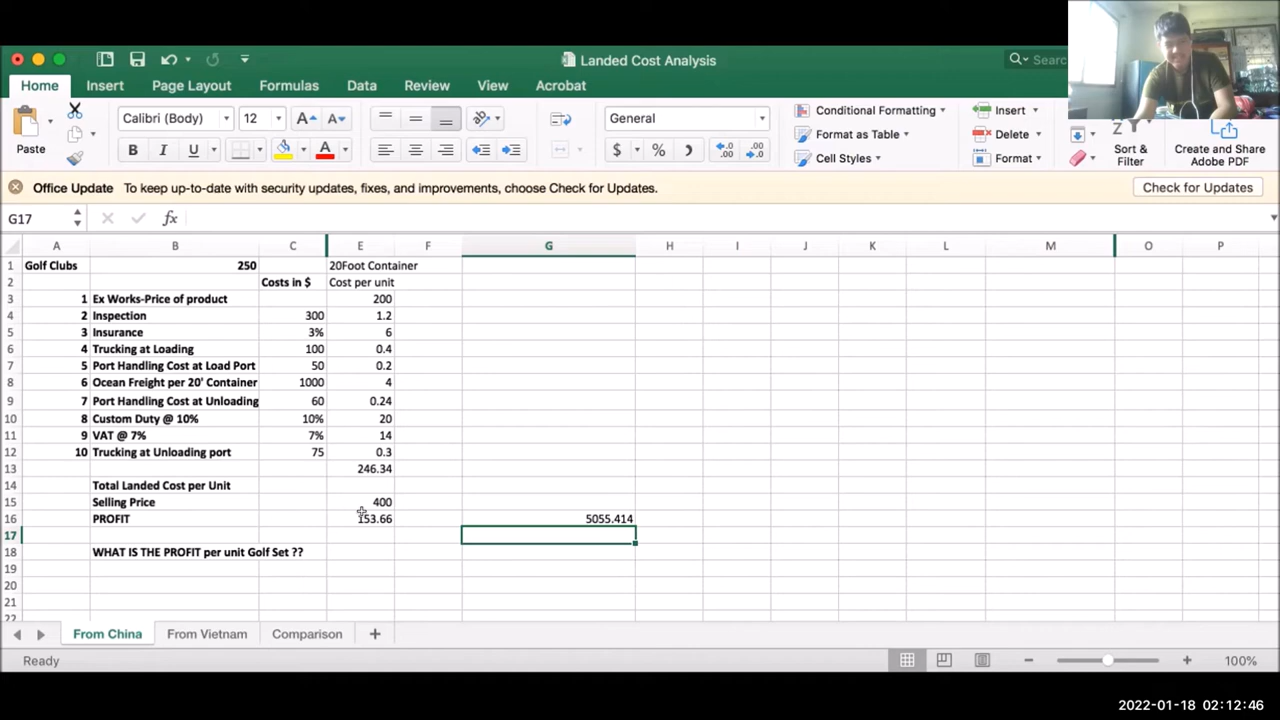 Landed Cost Analysis
Home Insert Page Layout Formulas Data Review View Acrobat
Paste
Calibri (Body) 12 A A
B I U A
General
$ % ,
Conditional Formatting
Format as Table
Cell Styles
Insert
Delete
Format
Sort & Filter
Create and Share Adobe PDF
Office Update To keep up-to-date with security updates, fixes, and improvements, choose Check for Updates. Check for Updates
G17 fx
A B C E F G H I J K L M O P
1 Golf Clubs 250 20Foot Container
2 Costs in $ Cost per unit
3 1 Ex Works-Price of product 200
4 2 Inspection 300 1.2
5 3 Insurance 3% 6
6 4 Trucking at Loading 100 0.4
7 5 Port Handling Cost at Load Port 50 0.2
8 6 Ocean Freight per 20' Container 1000 4
9 7 Port Handling Cost at Unloading 60 0.24
10 8 Custom Duty @ 10% 10% 20
11 9 VAT @ 7% 7% 14
12 10 Trucking at Unloading port 75 0.3
13 246.34
14 Total Landed Cost per Unit
15 Selling Price 400
16 PROFIT 153.66 5055.414
17
18 WHAT IS THE PROFIT per unit Golf Set ??
19
20
21
22
From China From Vietnam Comparison +
Ready 100%
2022-01-18 02:12:46